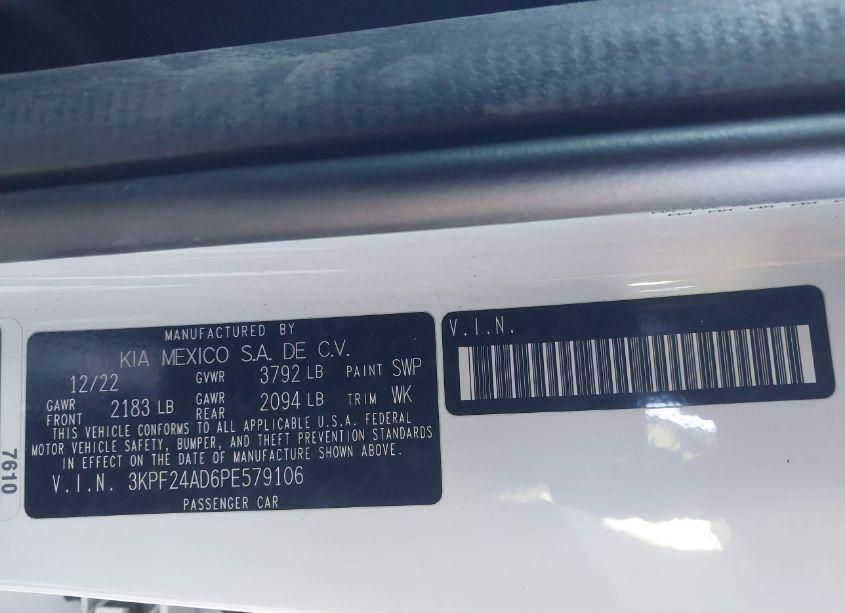 MANUFACTURED BY
KIA MEXICO S.A. DE C.V.
12/22 GVWR 3792 LB PAINT SWP
GAWR FRONT 2183 LB GAWR REAR 2094 LB TRIM WK
THIS VEHICLE CONFORMS TO ALL APPLICABLE U.S.A. FEDERAL
MOTOR VEHICLE SAFETY, BUMPER, AND THEFT PREVENTION STANDARDS
IN EFFECT ON THE DATE OF MANUFACTURE SHOWN ABOVE.
V.I.N. 3KPF24AD6PE579106
PASSENGER CAR
V.I.N.
7610